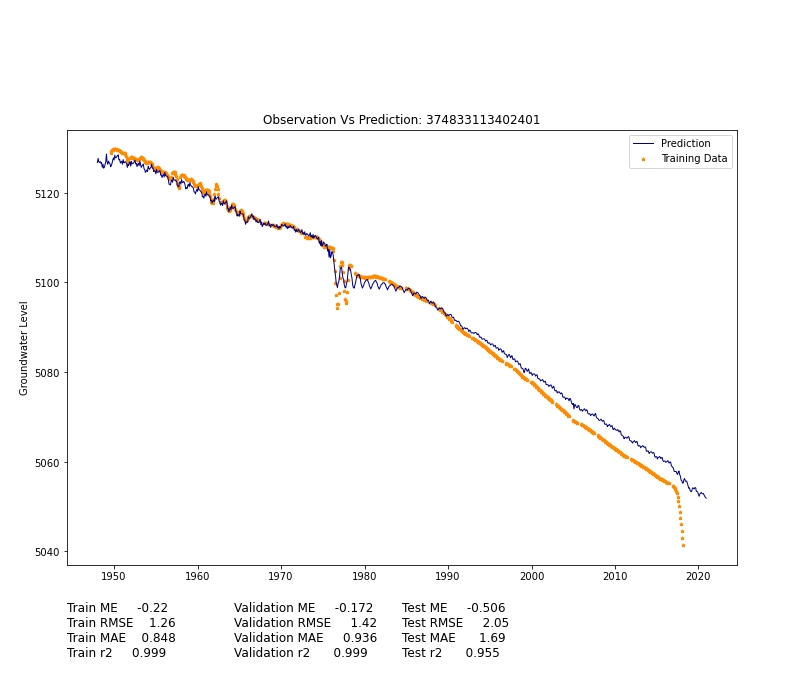 Observation Vs Prediction: 374833113402401
Prediction
Training Data
Groundwater Level
5120
5100
5080
5060
5040
1950 1960 1970 1980 1990 2000 2010 2020
Train ME -0.22 Validation ME -0.172 Test ME -0.506
Train RMSE 1.26 Validation RMSE 1.42 Test RMSE 2.05
Train MAE 0.848 Validation MAE 0.936 Test MAE 1.69
Train r2 0.999 Validation r2 0.999 Test r2 0.955